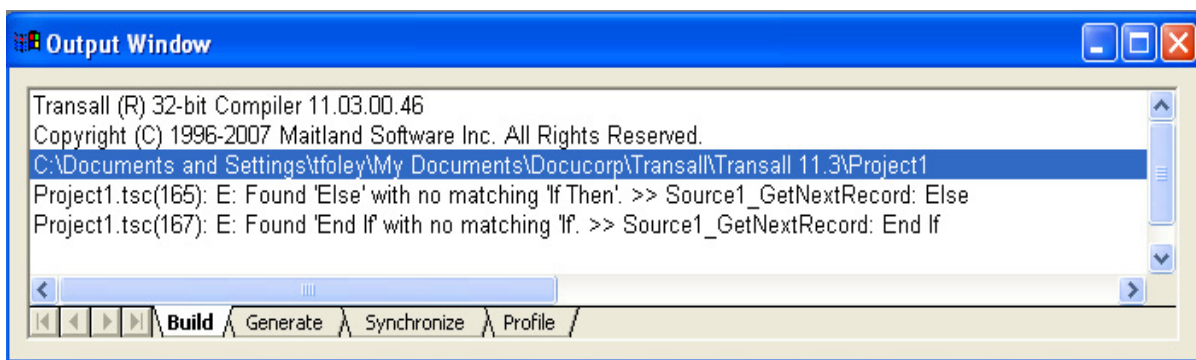 Output Window
Transall (R) 32-bit Compiler 11.03.00.46
Copyright (C) 1996-2007 Maitland Software Inc. All Rights Reserved.
C:\Documents and Settings\tfoley\My Documents\Docucorp\Transall\Transall 11.3\Project1
Project1.tsc(165): E: Found 'Else' with no matching 'If Then'. >> Source1_GetNextRecord: Else
Project1.tsc(167): E: Found 'End If' with no matching 'If'. >> Source1_GetNextRecord: End If
Build Generate Synchronize Profile